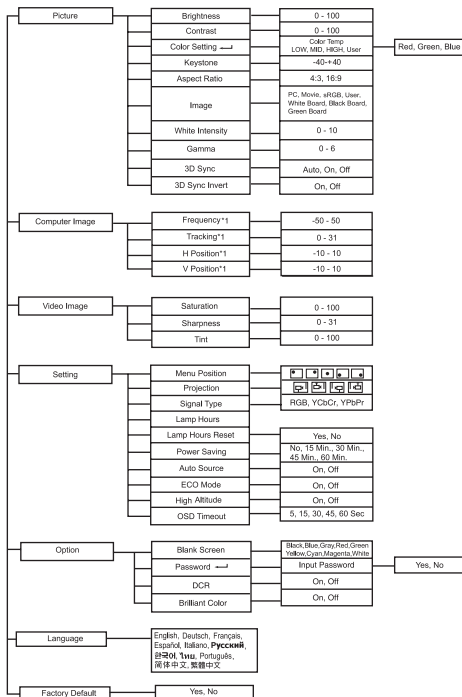 Picture
Brightness
0 - 100
Contrast
0 - 100
Color Setting
Color Temp
LOW, MID, HIGH, User
Red, Green, Blue
Keystone
-40-+40
Aspect Ratio
4:3, 16:9
Image
PC, Movie, sRGB, User,
White Board, Black Board,
Green Board
White Intensity
0 - 10
Gamma
0 - 6
3D Sync
Auto, On, Off
3D Sync Invert
On, Off
Computer Image
Frequency*1
-50 - 50
Tracking*1
0 - 31
H Position*1
-10 - 10
V Position*1
-10 - 10
Video Image
Saturation
0 - 100
Sharpness
0 - 31
Tint
0 - 100
Setting
Menu Position
Projection
Signal Type
RGB, YCbCr, YPbPr
Lamp Hours
Lamp Hours Reset
Yes, No
Power Saving
No, 15 Min., 30 Min.,
45 Min., 60 Min.
Auto Source
On, Off
ECO Mode
On, Off
High Altitude
On, Off
OSD Timeout
5, 15, 30, 45, 60 Sec
Option
Blank Screen
Black,Blue,Gray,Red,Green
Yellow,Cyan,Magenta,White
Password
Input Password
Yes, No
DCR
On, Off
Brilliant Color
On, Off
Language
English, Deutsch, Français,
Español, Italiano, Русский,
한국어, ไทย, Português,
简体中文, 繁體中文
Factory Default
Yes, No